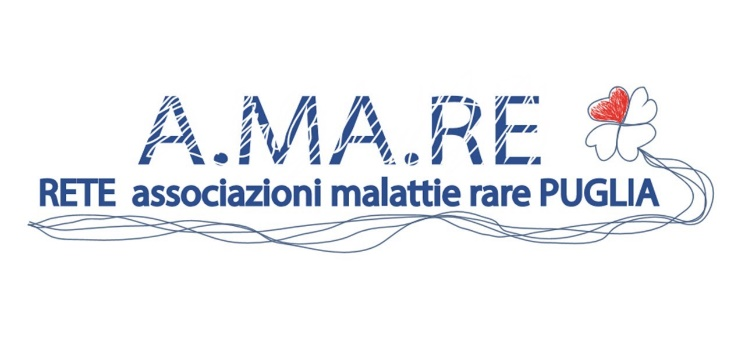 A.MA.RE
RETE associazioni malattie rare PUGLIA